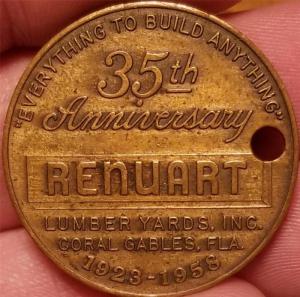 "EVERYTHING TO BUILD ANYTHING"
35th
Anniversary
RENUART
LUMBER YARDS, INC.
CORAL GABLES, FLA.
1923-1958